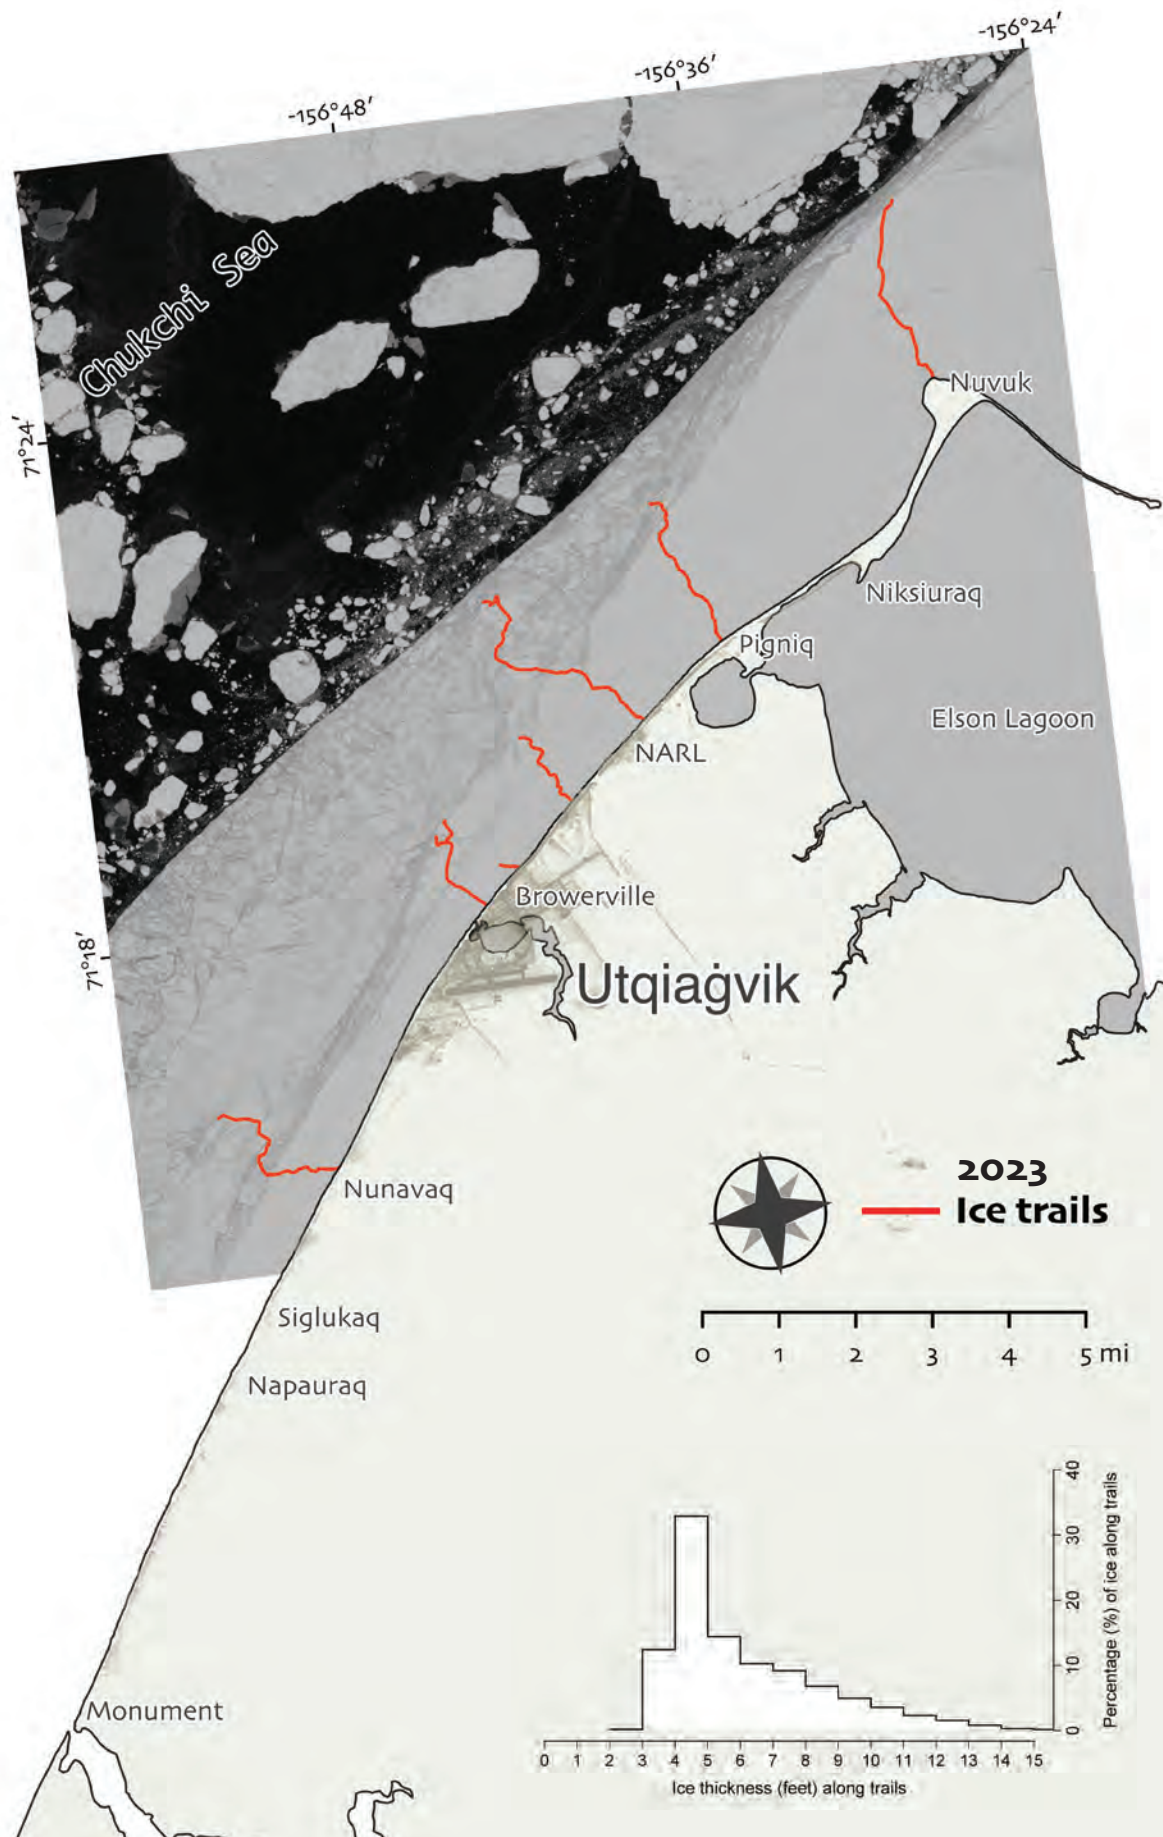 -156°24′
-156°36′
-156°48′
Chukchi Sea
71°24′
Nuvuk
Niksiuraq
Pigniq
Elson Lagoon
NARL
Browerville
71°18′
Utqiaġvik
Nunavaq
2023
Ice trails
Siglukaq
0 1 2 3 4 5 mi
Napauraq
Monument
40
30
20
10
0
Percentage (%) of ice along trails
0 1 2 3 4 5 6 7 8 9 10 11 12 13 14 15
Ice thickness (feet) along trails